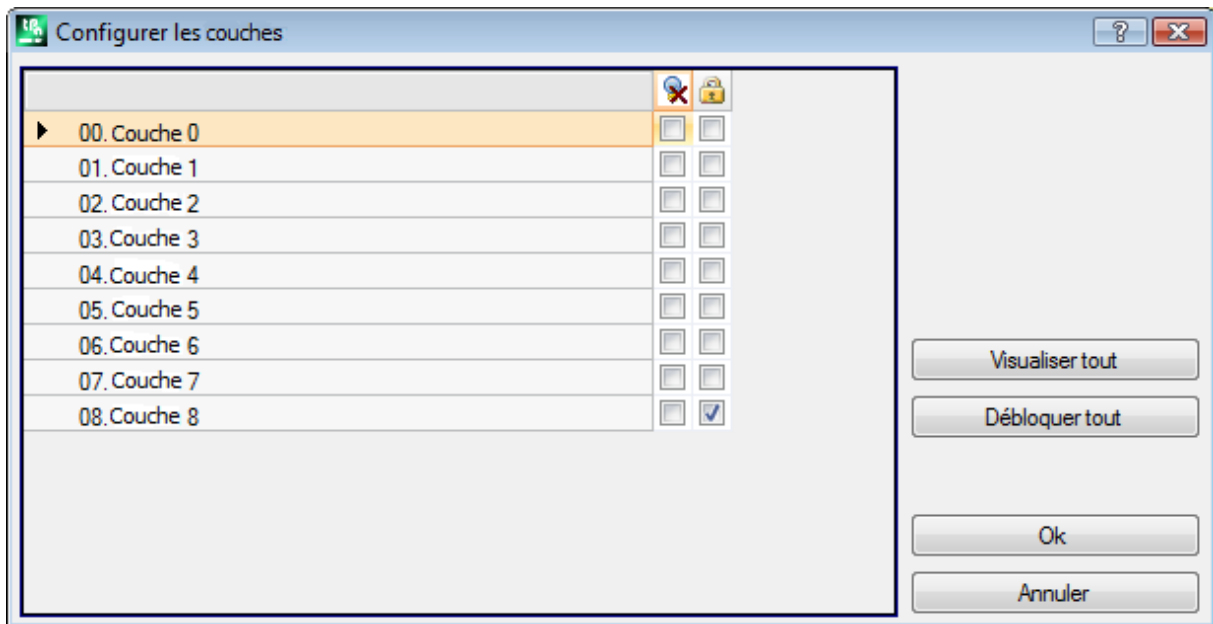 Configurer les couches
00. Couche 0
01. Couche 1
02. Couche 2
03. Couche 3
04. Couche 4
05. Couche 5
06. Couche 6
07. Couche 7
08. Couche 8
Visualiser tout
Débloquer tout
Ok
Annuler